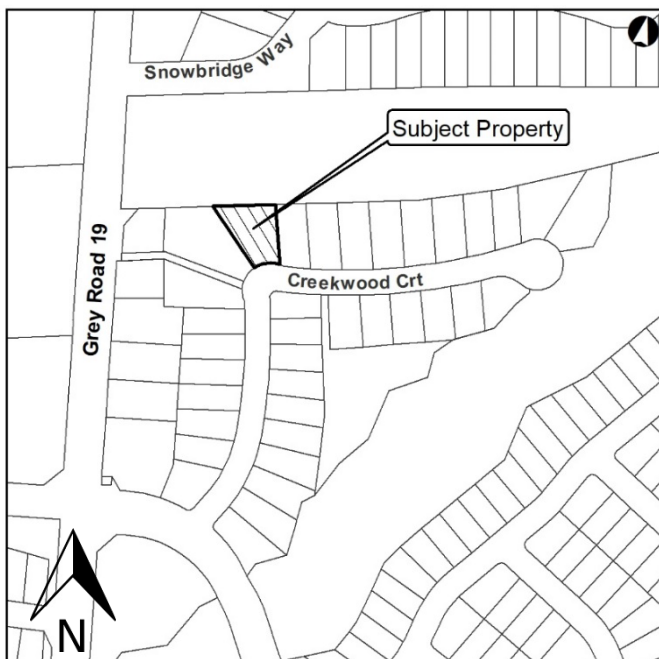 Snowbridge Way
Subject Property
Grey Road 19
Creekwood Crt
N